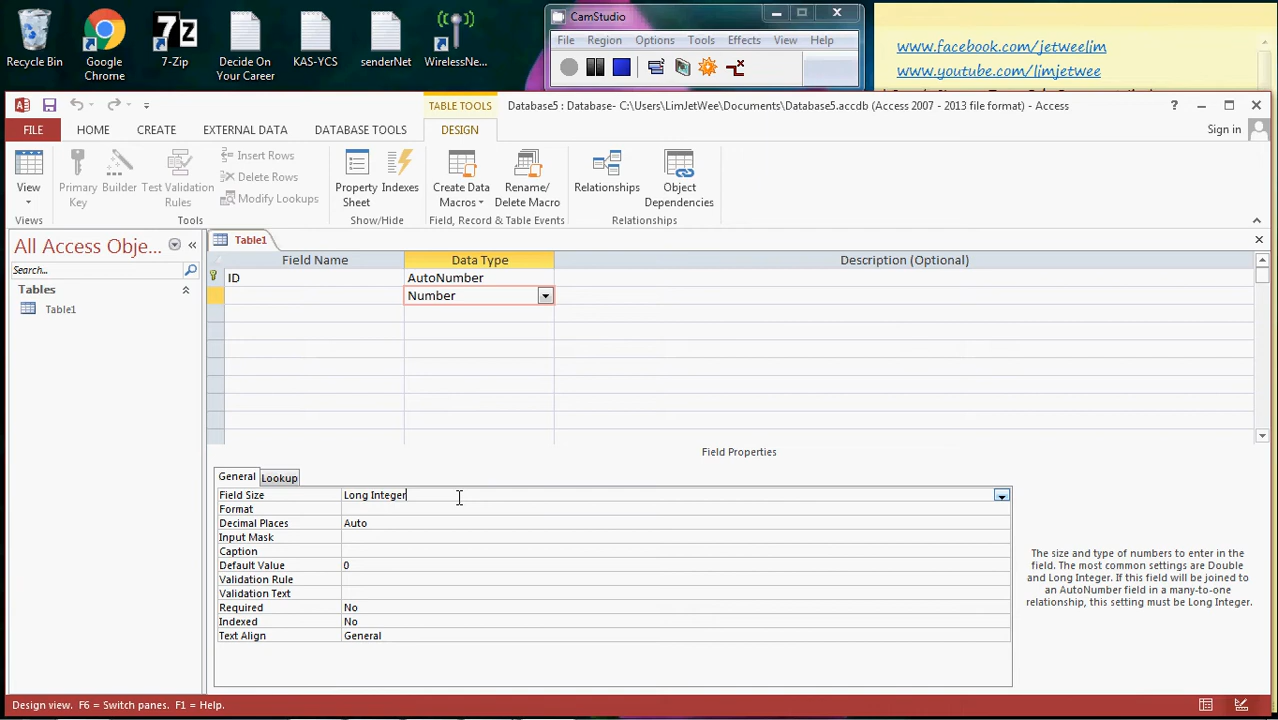 Recycle Bin
Google Chrome
7-Zip
Decide On Your Career
KAS-YCS
senderNet
WirelessNe...
CamStudio
File Region Options Tools Effects View Help
www.facebook.com/jetweelim
www.youtube.com/limjetwee
TABLE TOOLS
Database5 : Database- C:\Users\LimJetWee\Documents\Database5.accdb (Access 2007 - 2013 file format) - Access
?
FILE HOME CREATE EXTERNAL DATA DATABASE TOOLS DESIGN
Sign in
View
Primary Key
Builder
Test Validation Rules
Insert Rows
Delete Rows
Modify Lookups
Property Sheet
Indexes
Create Data Macros
Rename/ Delete Macro
Relationships
Object Dependencies
Views
Tools
Show/Hide
Field, Record & Table Events
Relationships
All Access Obje...
Search...
Tables
Table1
Table1
Field Name Data Type Description (Optional)
ID AutoNumber
Number
Field Properties
General Lookup
Field Size Long Integer
Format
Decimal Places Auto
Input Mask
Caption
Default Value 0
Validation Rule
Validation Text
Required No
Indexed No
Text Align General
The size and type of numbers to enter in the
field. The most common settings are Double
and Long Integer. If this field will be joined to
an AutoNumber field in a many-to-one
relationship, this setting must be Long Integer.
Design view. F6 = Switch panes. F1 = Help.